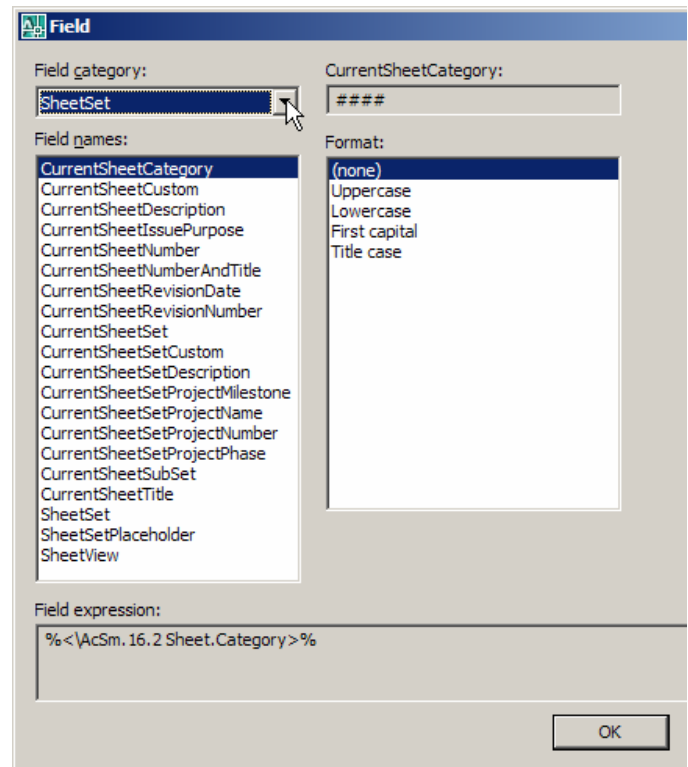 Field
Field category:
SheetSet
CurrentSheetCategory:
####
Field names:
CurrentSheetCategory
CurrentSheetCustom
CurrentSheetDescription
CurrentSheetIssuePurpose
CurrentSheetNumber
CurrentSheetNumberAndTitle
CurrentSheetRevisionDate
CurrentSheetRevisionNumber
CurrentSheetSet
CurrentSheetSetCustom
CurrentSheetSetDescription
CurrentSheetSetProjectMilestone
CurrentSheetSetProjectName
CurrentSheetSetProjectNumber
CurrentSheetSetProjectPhase
CurrentSheetSubSet
CurrentSheetTitle
SheetSet
SheetSetPlaceholder
SheetView
Format:
(none)
Uppercase
Lowercase
First capital
Title case
Field expression:
%<\AcSm.16.2 Sheet.Category>%
OK